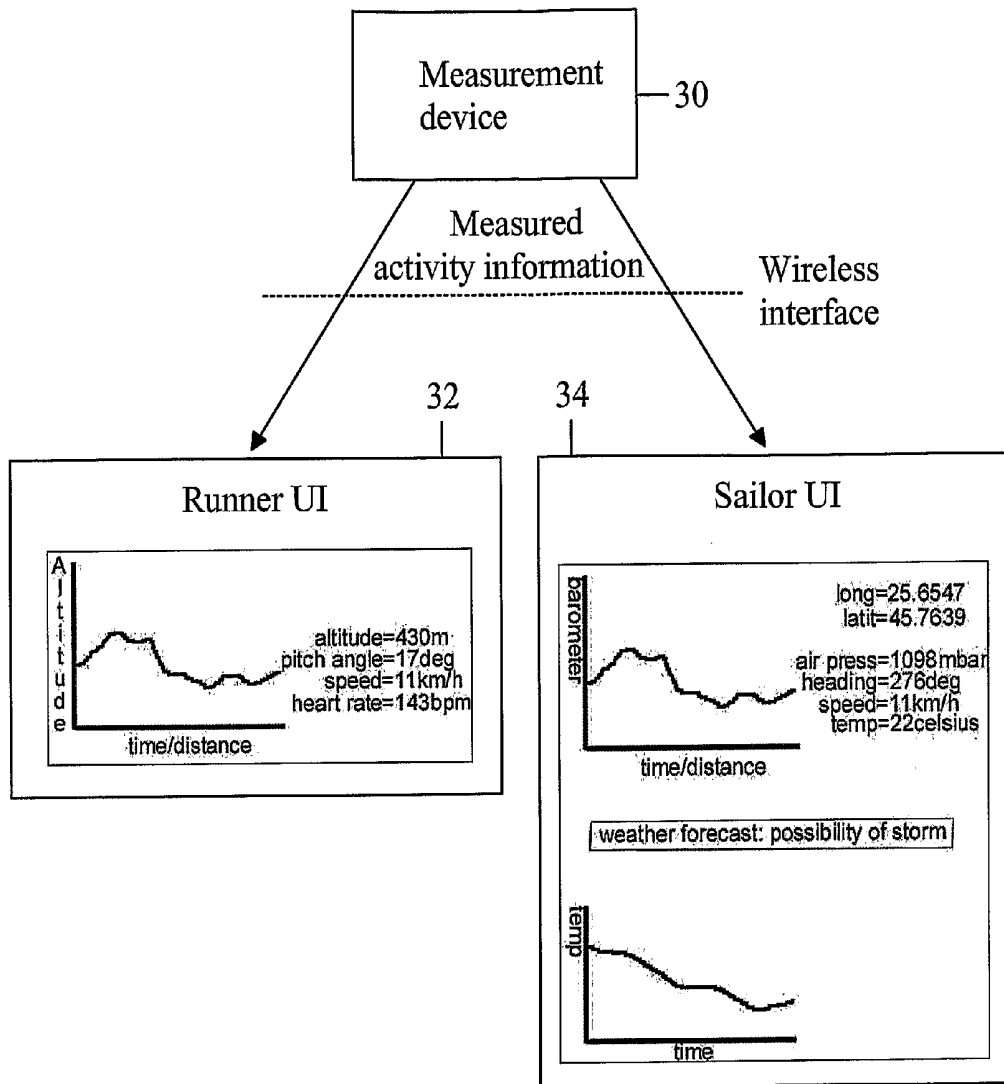 Measurement
device
30
Measured
activity information
Wireless
interface
32
34
Runner UI
Altitude
altitude=430m
pitch angle=17deg
speed=11km/h
heart rate=143bpm
time/distance
Sailor UI
barometer
long=25.6547
latit=45.7639
air press=1098mbar
heading=276deg
speed=11km/h
temp=22celsius
time/distance
weather forecast: possibility of storm
temp
time